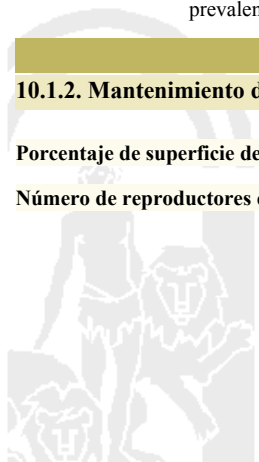 prevalen
10.1.2. Mantenimiento d
Porcentaje de superficie de
Número de reproductores